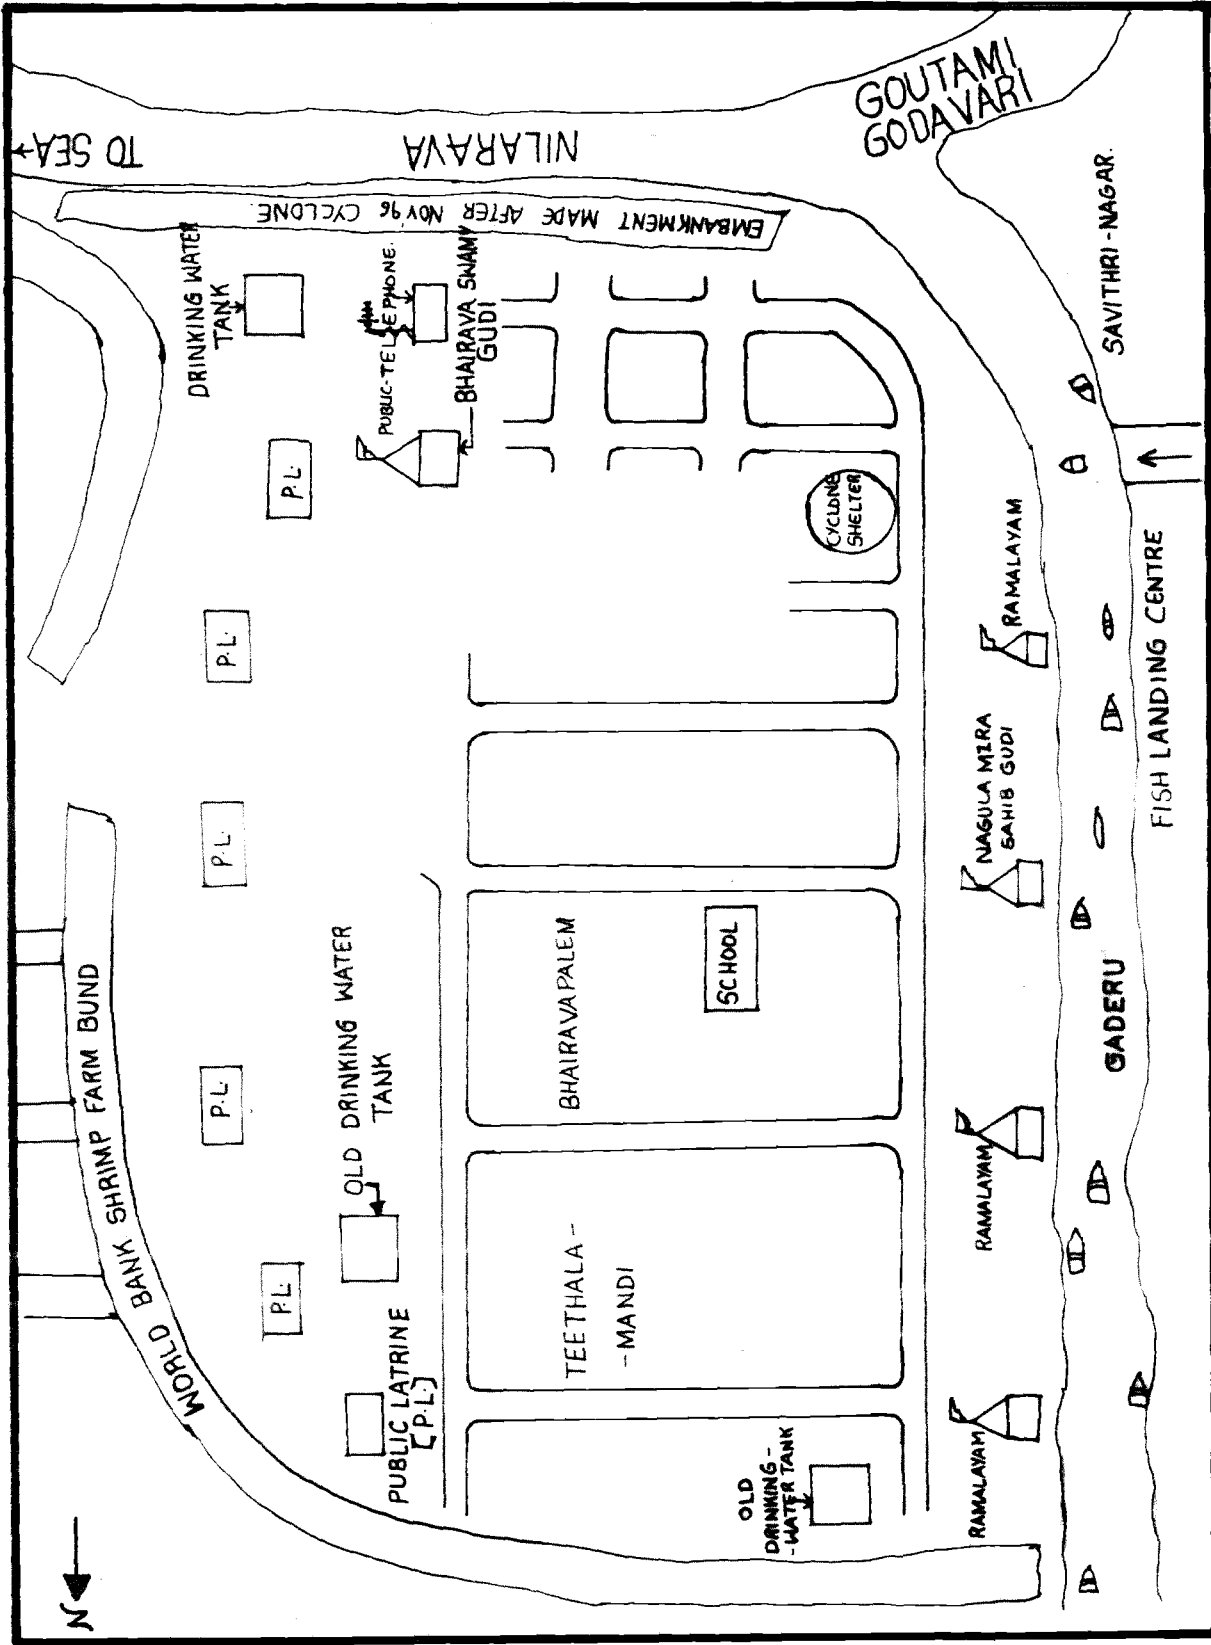 TO SEA
NILARAVA
GOUTAMI
GODAVARI
EMBANKMENT MADE AFTER NOV 96 CYCLONE
DRINKING WATER
TANK
PUBLIC-TELEPHONE
BHAIRAVA SWAMY
GUDI
SAVITHRI-NAGAR.
P.L.
CYCLONE
SHELTER
RAMALAYAM
FISH LANDING CENTRE
P.L.
P.L.
NAGULA MIRA
SAHIB GUDI
WORLD BANK SHRIMP FARM BUND
OLD DRINKING WATER
TANK
BHAIRAVAPALEM
SCHOOL
GADERU
P.L.
RAMALAYAM
P.L.
PUBLIC LATRINE
[P.L.]
TEETHALA-
-MANDI
OLD
DRINKING-
-WATER TANK
RAMALAYAM
N